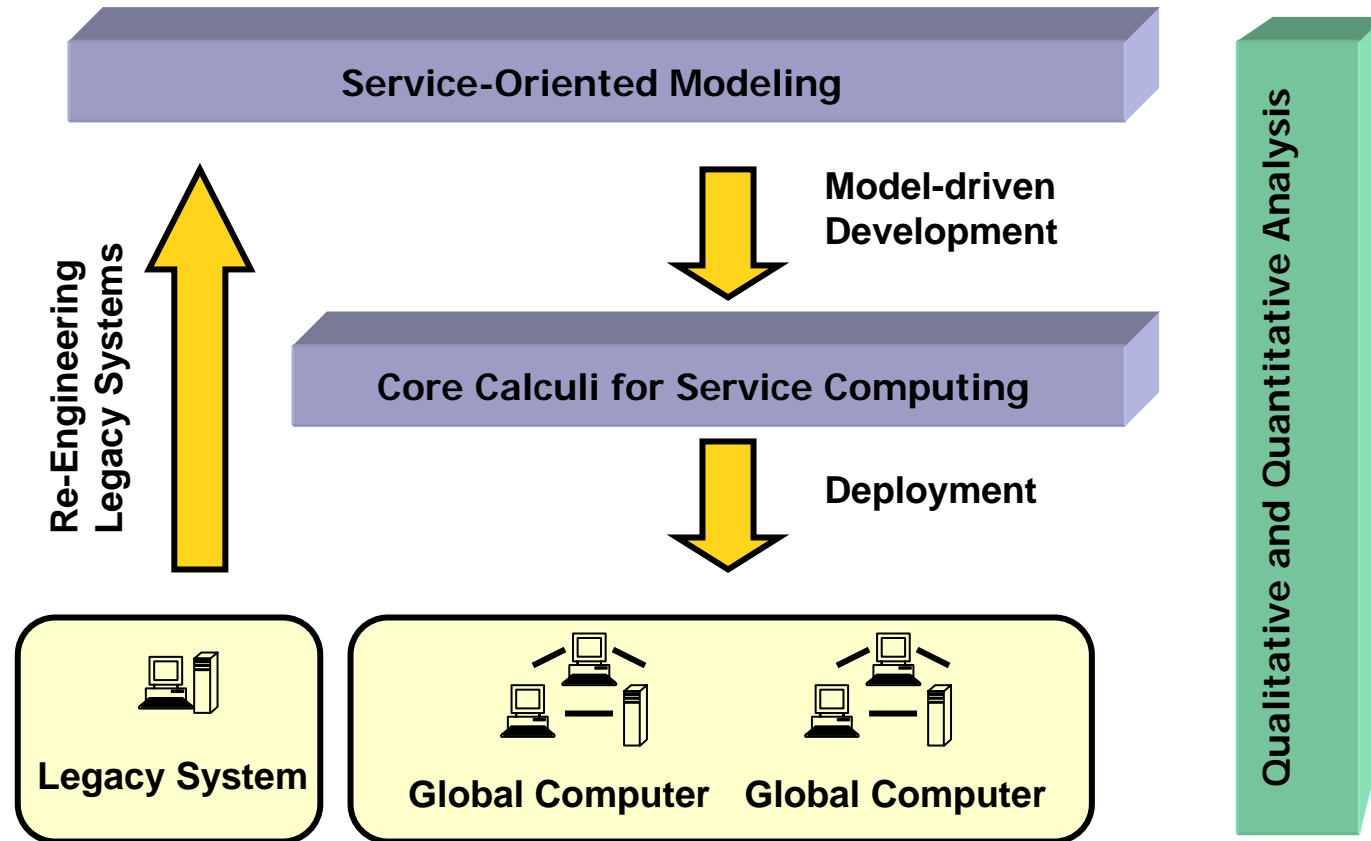 Service-Oriented Modeling
Model-driven
Development
Re-Engineering
Legacy Systems
Core Calculi for Service Computing
Deployment
Legacy System
Global Computer
Global Computer
Qualitative and Quantitative Analysis